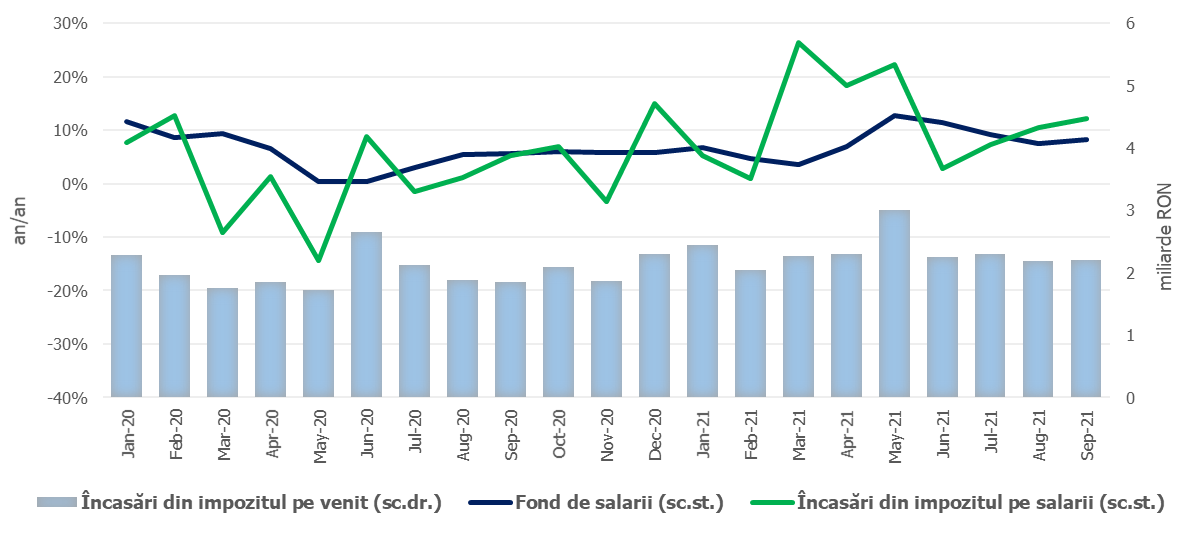 30%
20%
10%
0%
-10%
-20%
-30%
-40%
an/an
6
5
4
3
2
1
0
miliarde RON
Jan-20
Feb-20
Mar-20
Apr-20
May-20
Jun-20
Jul-20
Aug-20
Sep-20
Oct-20
Nov-20
Dec-20
Jan-21
Feb-21
Mar-21
Apr-21
May-21
Jun-21
Jul-21
Aug-21
Sep-21
Încasări din impozitul pe venit (sc.dr.) Fond de salarii (sc.st.) Încasări din impozitul pe salarii (sc.st.)